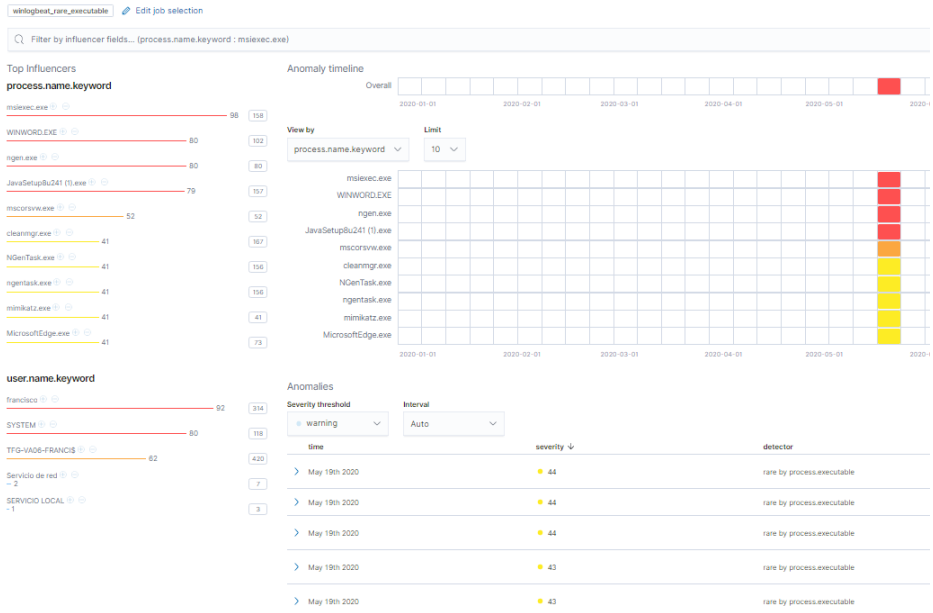 winlogbeat_rare_executable Edit job selection
Filter by influencer fields... (process.name.keyword : msiexec.exe)
Top Influencers
process.name.keyword
msiexec.exe
98 158
WINWORD.EXE
80 102
ngen.exe
80 80
JavaSetup8u241 (1).exe
79 157
mscorsvw.exe
52 52
cleanmgr.exe
41 167
NGenTask.exe
41 156
ngentask.exe
41 156
mimikatz.exe
41 41
MicrosoftEdge.exe
41 73
user.name.keyword
francisco
92 314
SYSTEM
80 118
TFG-VA06-FRANCI$
62 420
Servicio de red
2 7
SERVICIO LOCAL
1 3
Anomaly timeline
Overall
2020-01-01 2020-02-01 2020-03-01 2020-04-01 2020-05-01 2020-
View by Limit
process.name.keyword 10
msiexec.exe
WINWORD.EXE
ngen.exe
JavaSetup8u241 (1).exe
mscorsvw.exe
cleanmgr.exe
NGenTask.exe
ngentask.exe
mimikatz.exe
MicrosoftEdge.exe
2020-01-01 2020-02-01 2020-03-01 2020-04-01 2020-05-01 2020-
Anomalies
Severity threshold Interval
warning Auto
time severity detector
May 19th 2020 44 rare by process.executable
May 19th 2020 44 rare by process.executable
May 19th 2020 44 rare by process.executable
May 19th 2020 43 rare by process.executable
May 19th 2020 43 rare by process.executable